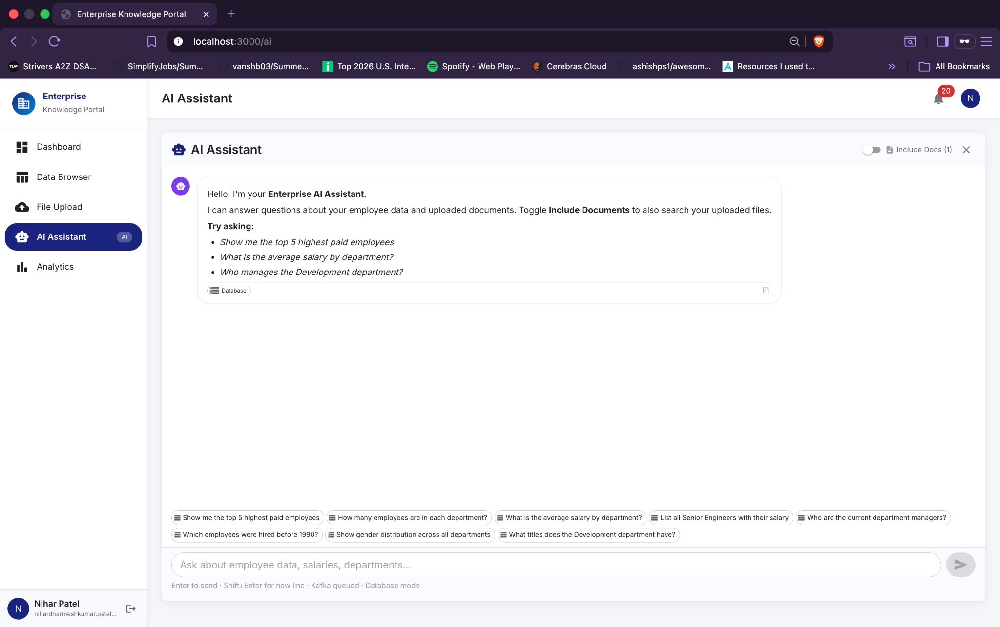 Enterprise Knowledge Portal
localhost:3000/ai
TUF Strivers A2Z DSA... SimplifyJobs/Sum... vanshb03/Summe... Top 2026 U.S. Inte... Spotify - Web Play... Cerebras Cloud ashishps1/awesom... Resources I used t... All Bookmarks
Enterprise
Knowledge Portal
Dashboard
Data Browser
File Upload
AI Assistant AI
Analytics
Nihar Patel
N
nihardharmeshkumar.patel...
AI Assistant
20
N
AI Assistant
Include Docs (1)
Hello! I'm your Enterprise AI Assistant.
I can answer questions about your employee data and uploaded documents. Toggle Include Documents to also search your uploaded files.
Try asking:
• Show me the top 5 highest paid employees
• What is the average salary by department?
• Who manages the Development department?
Database
Show me the top 5 highest paid employees How many employees are in each department? What is the average salary by department? List all Senior Engineers with their salary Who are the current department managers?
Which employees were hired before 1990? Show gender distribution across all departments What titles does the Development department have?
Ask about employee data, salaries, departments...
Enter to send · Shift+Enter for new line · Kafka queued · Database mode